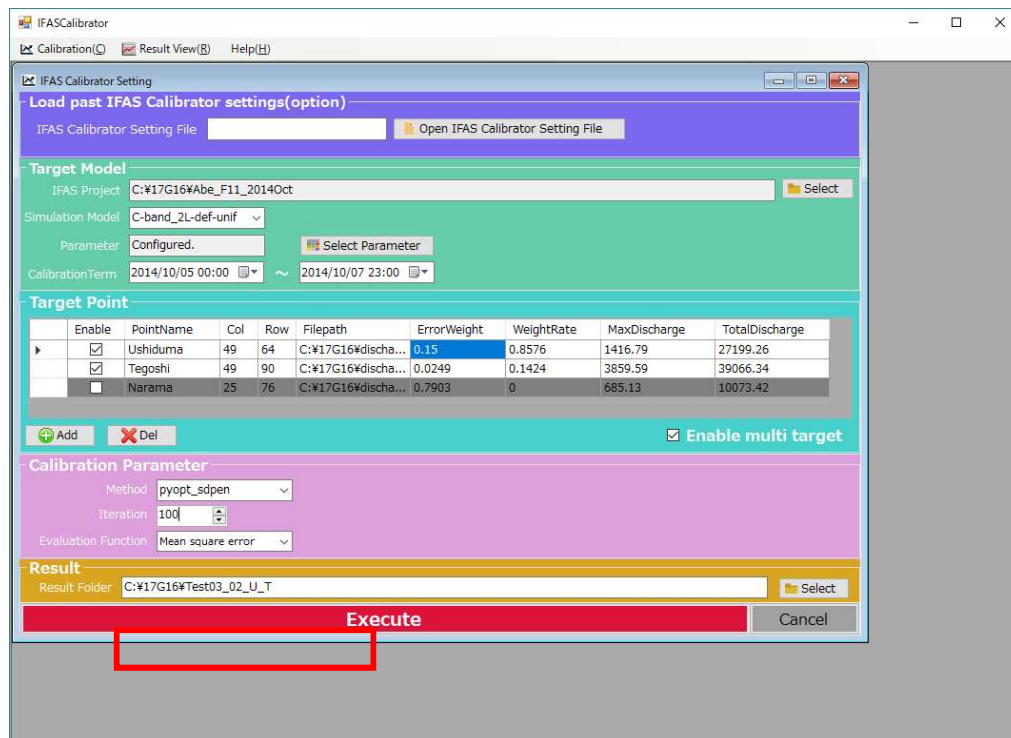 IFASCalibrator
Calibration(C) Result View(R) Help(H)
IFAS Calibrator Setting
Load past IFAS Calibrator settings(option)
IFAS Calibrator Setting File Open IFAS Calibrator Setting File
Target Model
IFAS Project C:¥17G16¥Abe_F11_2014Oct Select
Simulation Model C-band_2L-def-unif
Parameter Configured. Select Parameter
CalibrationTerm 2014/10/05 00:00 ～ 2014/10/07 23:00
Target Point
Enable PointName Col Row Filepath ErrorWeight WeightRate MaxDischarge TotalDischarge
Ushiduma 49 64 C:¥17G16¥discha... 0.15 0.8576 1416.79 27199.26
Tegoshi 49 90 C:¥17G16¥discha... 0.0249 0.1424 3859.59 39066.34
Narama 25 76 C:¥17G16¥discha... 0.7903 0 685.13 10073.42
Add Del Enable multi target
Calibration Parameter
Method pyopt_sdpen
Iteration 100
Evaluation Function Mean square error
Result
Result Folder C:¥17G16¥Test03_02_U_T Select
Execute Cancel